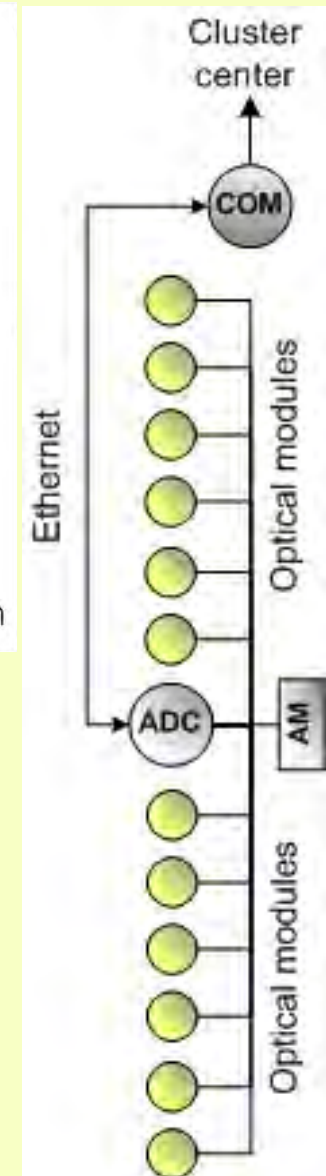 Cluster
center
COM
Optical modules
Ethernet
n
ADC
AM
Optical modules